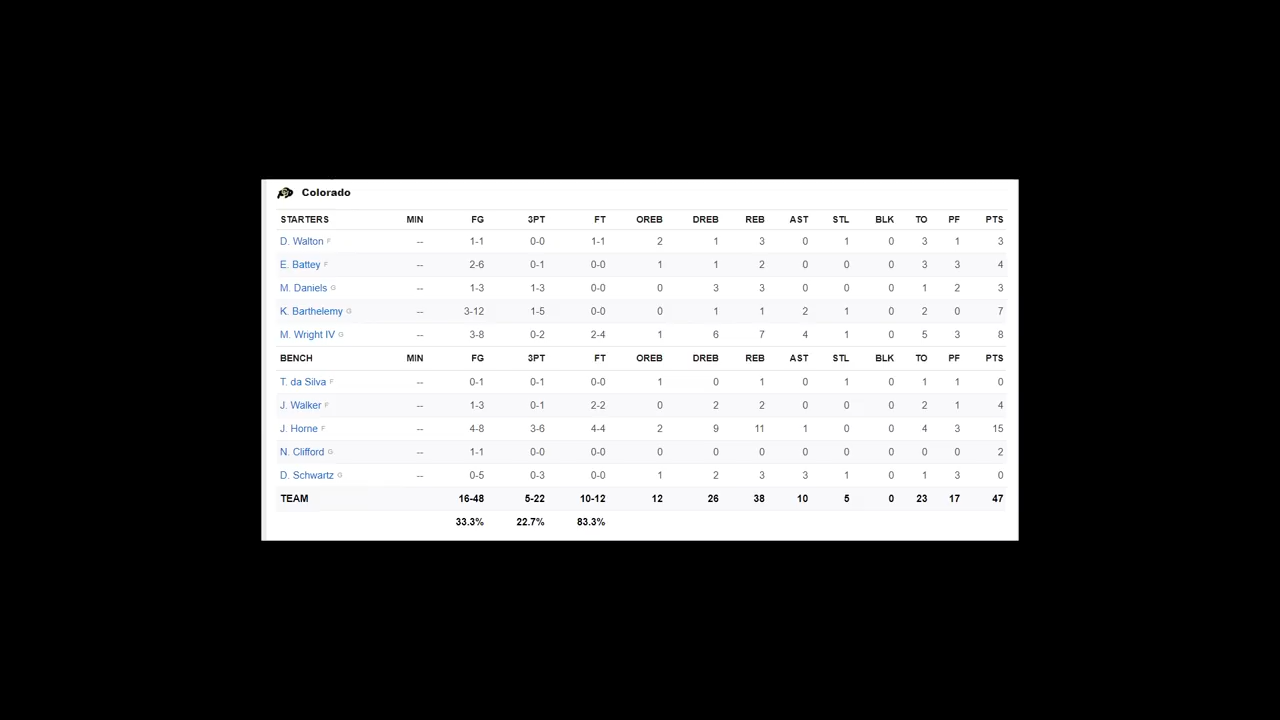 Colorado
STARTERS MIN FG 3PT FT OREB DREB REB AST STL BLK TO PF PTS
D. Walton F -- 1-1 0-0 1-1 2 1 3 0 1 0 3 1 3
E. Battey F -- 2-6 0-1 0-0 1 1 2 0 0 0 3 3 4
M. Daniels G -- 1-3 1-3 0-0 0 3 3 0 0 0 1 2 3
K. Barthelemy G -- 3-12 1-5 0-0 0 1 1 2 1 0 2 0 7
M. Wright IV G -- 3-8 0-2 2-4 1 6 7 4 1 0 5 3 8
BENCH MIN FG 3PT FT OREB DREB REB AST STL BLK TO PF PTS
T. da Silva F -- 0-1 0-1 0-0 1 0 1 0 1 0 1 1 0
J. Walker F -- 1-3 0-1 2-2 0 2 2 0 0 0 2 1 4
J. Horne F -- 4-8 3-6 4-4 2 9 11 1 0 0 4 3 15
N. Clifford G -- 1-1 0-0 0-0 0 0 0 0 0 0 0 0 2
D. Schwartz G -- 0-5 0-3 0-0 1 2 3 3 1 0 1 3 0
TEAM 16-48 5-22 10-12 12 26 38 10 5 0 23 17 47
33.3% 22.7% 83.3%